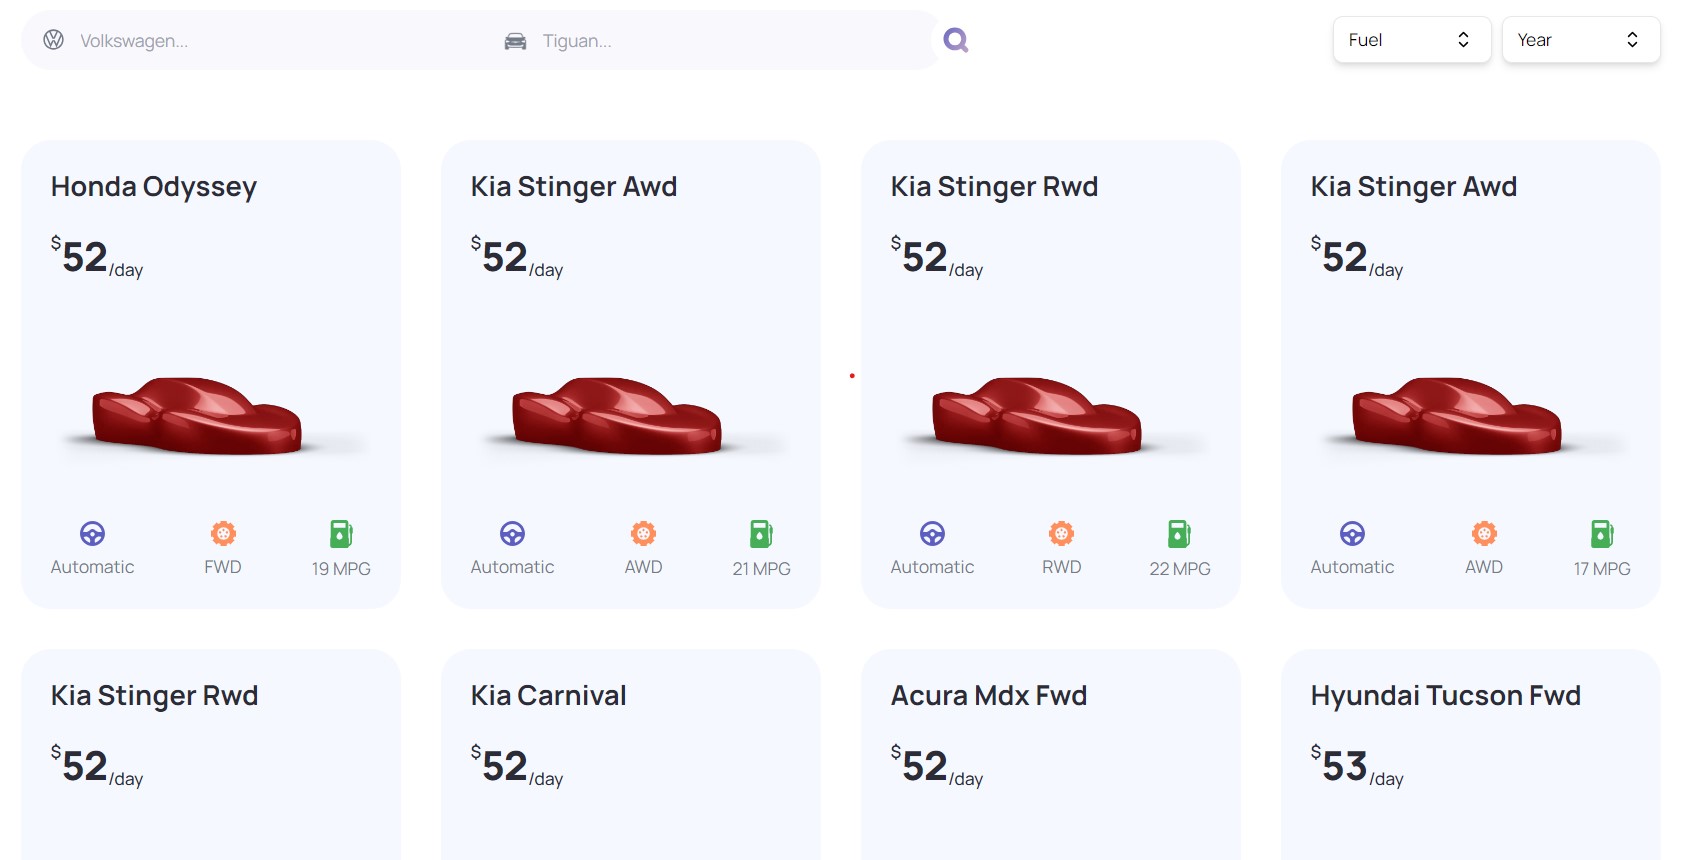 Volkswagen... Tiguan... Fuel Year
Honda Odyssey
$52/day
Automatic FWD 19 MPG
Kia Stinger Awd
$52/day
Automatic AWD 21 MPG
Kia Stinger Rwd
$52/day
Automatic RWD 22 MPG
Kia Stinger Awd
$52/day
Automatic AWD 17 MPG
Kia Stinger Rwd
$52/day
Kia Carnival
$52/day
Acura Mdx Fwd
$52/day
Hyundai Tucson Fwd
$53/day